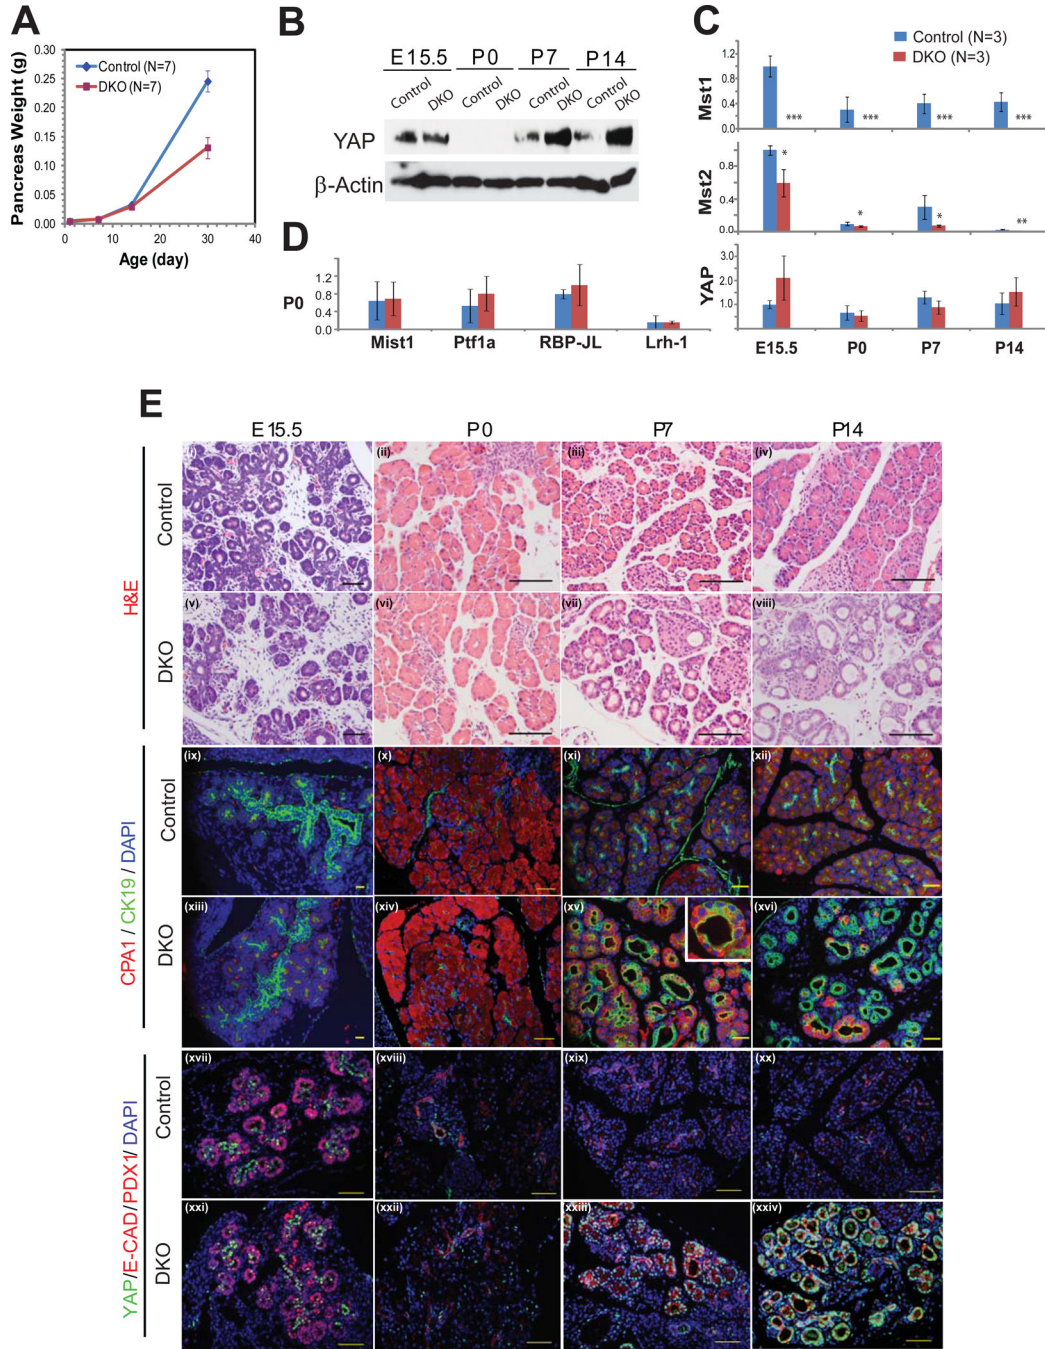 A
Pancreas Weight (g)
0.30
0.25
0.20
0.15
0.10
0.05
0.00
Control (N=7)
DKO (N=7)
0 10 20 30 40
Age (day)
B
E15.5 P0 P7 P14
Control DKO Control DKO Control DKO Control DKO
YAP
β-Actin
C
Control (N=3)
DKO (N=3)
Mst1
1.2
0.8
0.4
0.0
*** *** *** ***
Mst2
0.8
0.4
0.0
* * * **
YAP
3.0
2.0
1.0
0.0
E15.5 P0 P7 P14
D
P0
1.2
0.8
0.4
0.0
Mist1 Ptf1a RBP-JL Lrh-1
E
E15.5 P0 P7 P14
H&E
Control
(i) (ii) (iii) (iv)
DKO
(v) (vi) (vii) (viii)
CPA1 / CK19 / DAPI
Control
(ix) (x) (xi) (xii)
DKO
(xiii) (xiv) (xv) (xvi)
YAP/E-CAD/PDX1/DAPI
Control
(xvii) (xviii) (xix) (xx)
DKO
(xxi) (xxii) (xxiii) (xxiv)